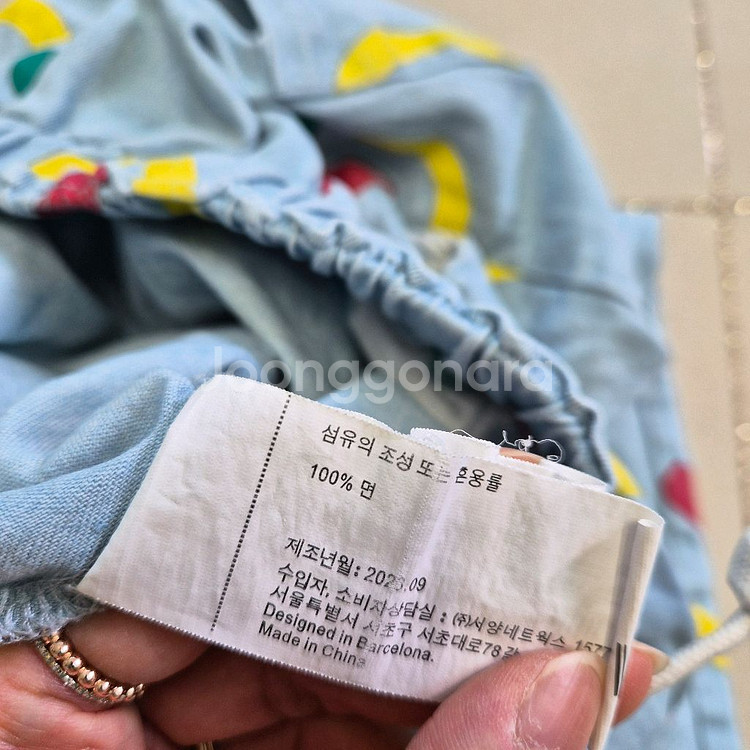 loonggonara
섬유의 조성 또는 혼용률
100% 면
제조년월: 2023.09
수입자, 소비자상담실 : ㈜서양네트웍스 1577
서울특별시 서초구 서초대로78길
Designed in Barcelona.
Made in China